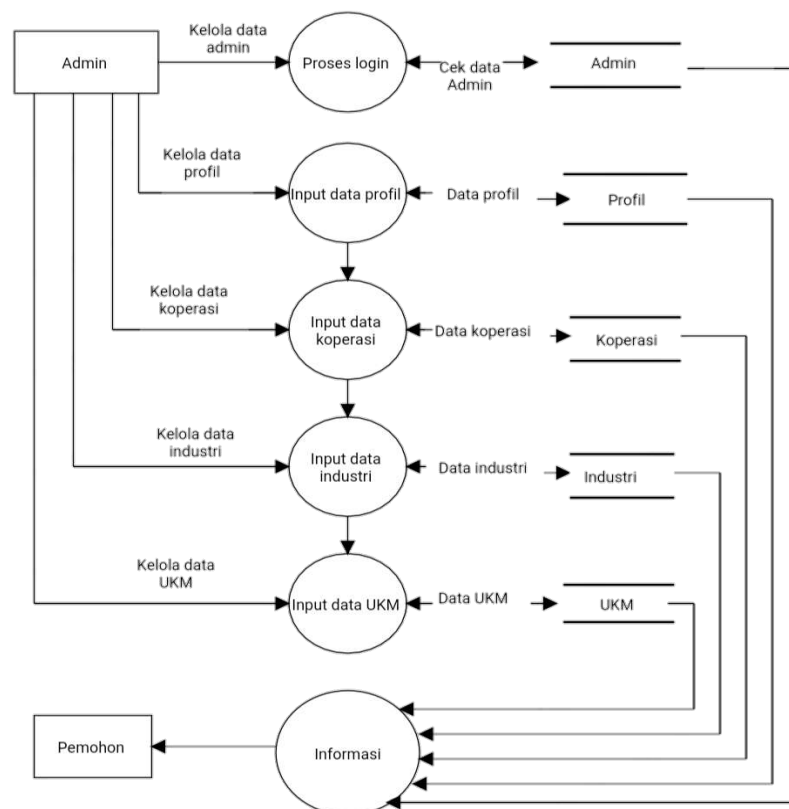 Kelola data
admin
Admin
Proses login
Cek data
Admin
Admin
Kelola data
profil
Input data profil
Data profil
Profil
Kelola data
koperasi
Input data
koperasi
Data koperasi
Koperasi
Kelola data
industri
Input data
industri
Data industri
Industri
Kelola data
UKM
Input data UKM
Data UKM
UKM
Pemohon
Informasi